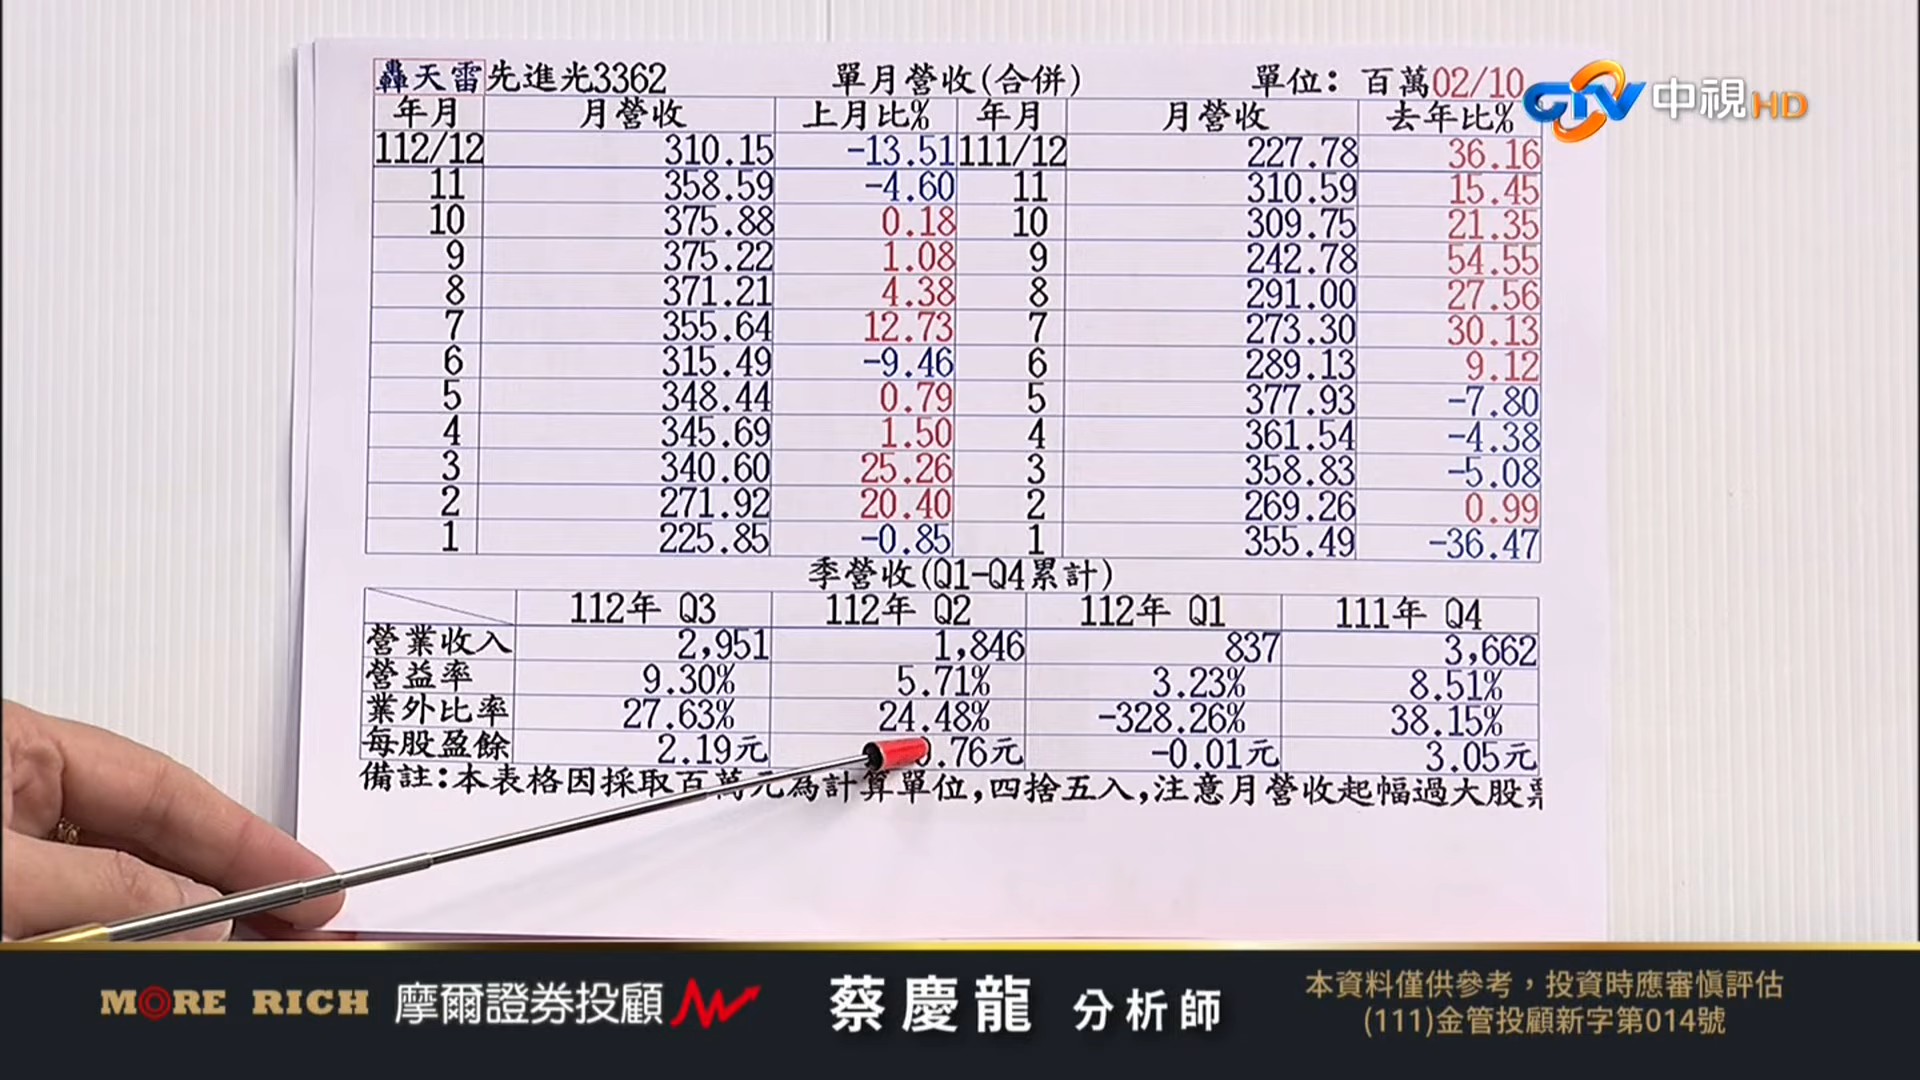 轟天雷先進光3362 單月營收(合併) 單位: 百萬02/10
CTV中視HD
年月 月營收 上月比% 年月 月營收 去年比%
112/12 310.15 -13.51 111/12 227.78 36.16
11 358.59 -4.60 11 310.59 15.45
10 375.88 0.18 10 309.75 21.35
9 375.22 1.08 9 242.78 54.55
8 371.21 4.38 8 291.00 27.56
7 355.64 12.73 7 273.30 30.13
6 315.49 -9.46 6 289.13 9.12
5 348.44 0.79 5 377.93 -7.80
4 345.69 1.50 4 361.54 -4.38
3 340.60 25.26 3 358.83 -5.08
2 271.92 20.40 2 269.26 0.99
1 225.85 -0.85 1 355.49 -36.47
季營收(Q1-Q4累計)
112年 Q3 112年 Q2 112年 Q1 111年 Q4
營業收入 2,951 1,846 837 3,662
營益率 9.30% 5.71% 3.23% 8.51%
業外比率 27.63% 24.48% -328.26% 38.15%
每股盈餘 2.19元 .76元 -0.01元 3.05元
備註:本表格因採取百萬元為計算單位,四捨五入,注意月營收起幅過大股票
MORE RICH 摩爾證券投顧 蔡慶龍 分析師
本資料僅供參考，投資時應審慎評估
(111)金管投顧新字第014號